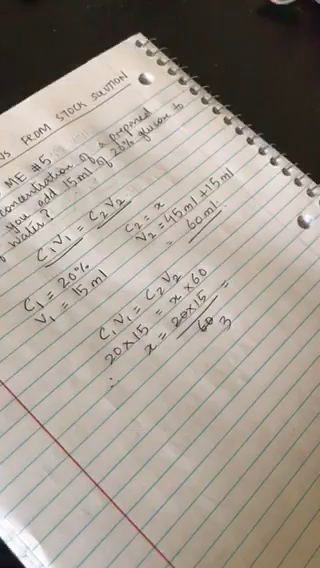 FROM STOCK SOLUTION
ME #5
concentration of a prepared
you add 15ml of 20% glucose to
water?
C1V1 = C2V2
C1 = 20%
V1 = 15ml
C2 = x
V2 = 45ml + 15ml
= 60ml
C1V1 = C2V2
20 x 15 = x x 60
∴ x = 20x15 =
60 3